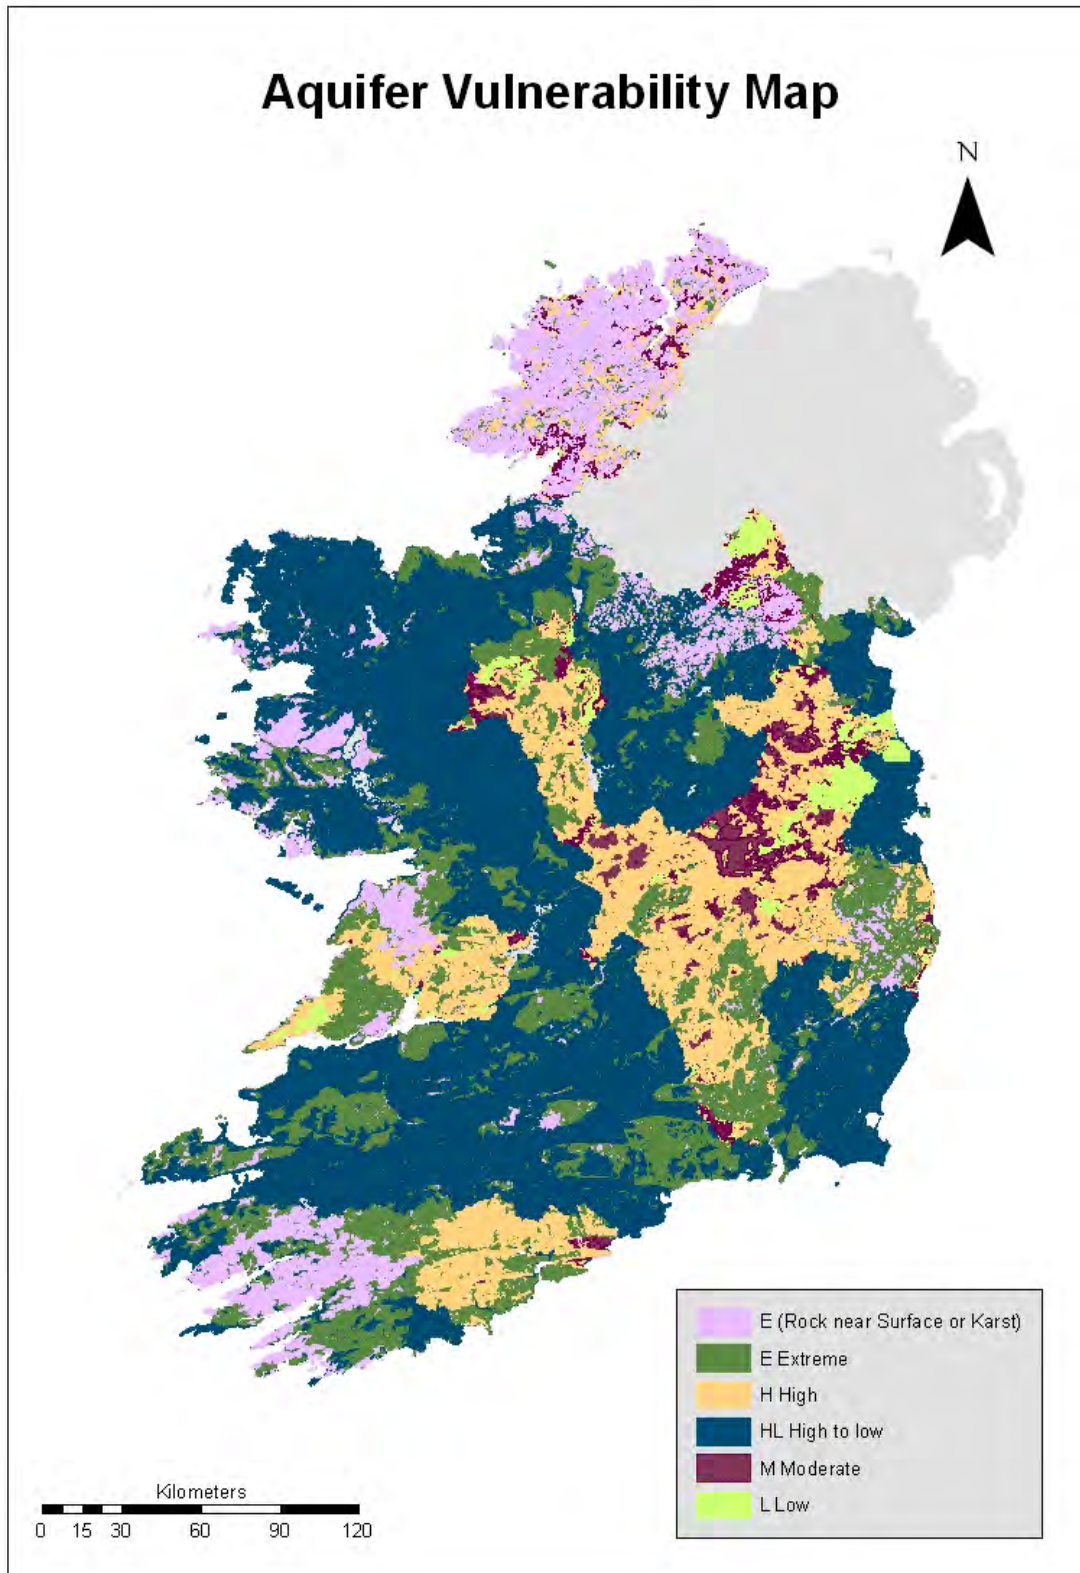 Aquifer Vulnerability Map
N
E (Rock near Surface or Karst)
E Extreme
H High
HL High to low
M Moderate
L Low
Kilometers
0 15 30 60 90 120